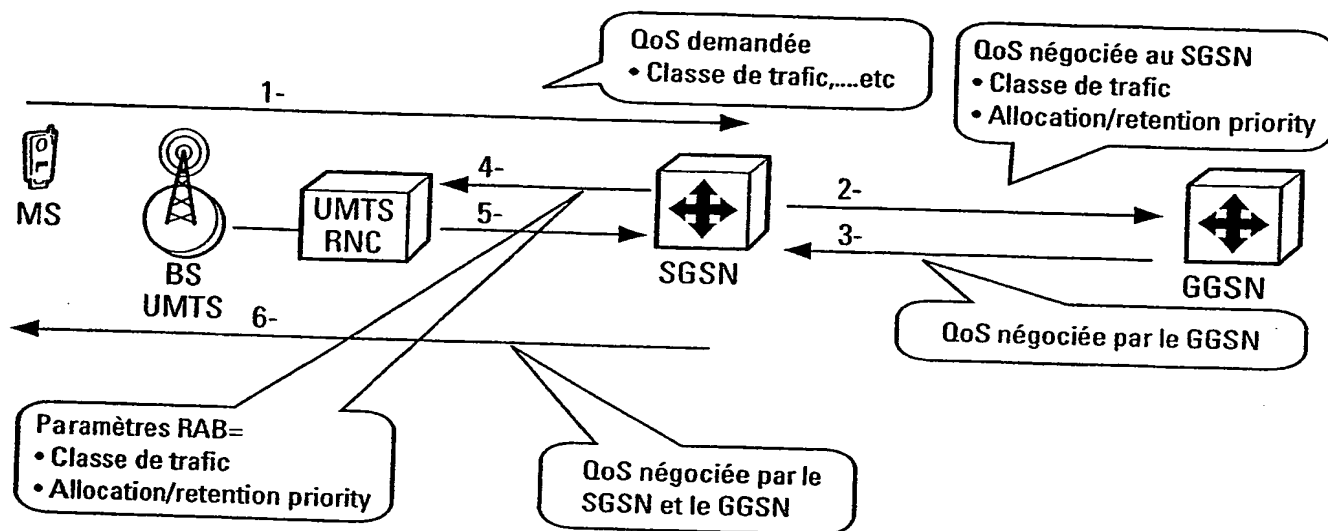 QoS demandée
• Classe de trafic,....etc
QoS négociée au SGSN
• Classe de trafic
• Allocation/retention priority
1-
MS
BS
UMTS
UMTS
RNC
4-
5-
SGSN
2-
3-
GGSN
6-
QoS négociée par le GGSN
Paramètres RAB=
• Classe de trafic
• Allocation/retention priority
QoS négociée par le
SGSN et le GGSN